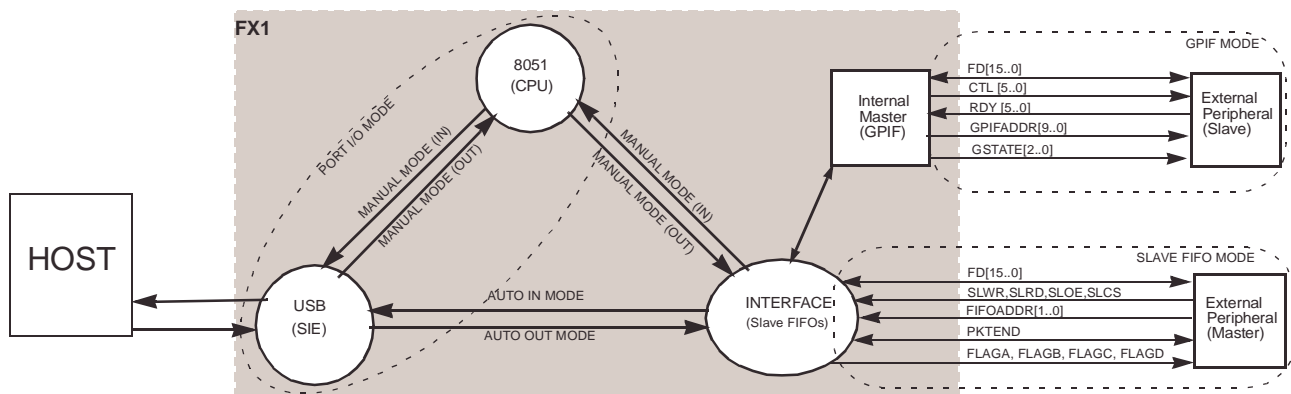 FX1
GPIF MODE
8051
(CPU)
PORT I/O MODE
MANUAL MODE (IN)
MANUAL MODE (OUT)
MANUAL MODE (IN)
MANUAL MODE (OUT)
Internal
Master
(GPIF)
FD[15..0]
CTL [5..0]
RDY [5..0]
GPIFADDR[9..0]
GSTATE[2..0]
External
Peripheral
(Slave)
HOST
USB
(SIE)
AUTO IN MODE
AUTO OUT MODE
INTERFACE
(Slave FIFOs)
SLAVE FIFO MODE
FD[15..0]
SLWR,SLRD,SLOE,SLCS
FIFOADDR[1..0]
PKTEND
FLAGA, FLAGB, FLAGC, FLAGD
External
Peripheral
(Master)